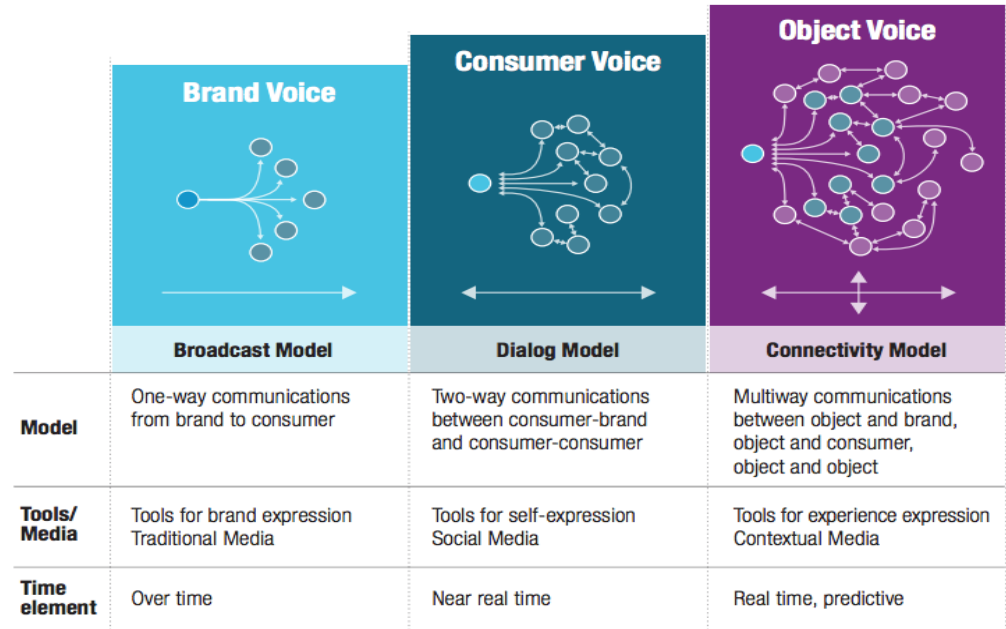 Brand Voice
Consumer Voice
Object Voice
Broadcast Model
Dialog Model
Connectivity Model
Model
One-way communications
from brand to consumer
Two-way communications
between consumer-brand
and consumer-consumer
Multiway communications
between object and brand,
object and consumer,
object and object
Tools/
Media
Tools for brand expression
Traditional Media
Tools for self-expression
Social Media
Tools for experience expression
Contextual Media
Time
element
Over time
Near real time
Real time, predictive